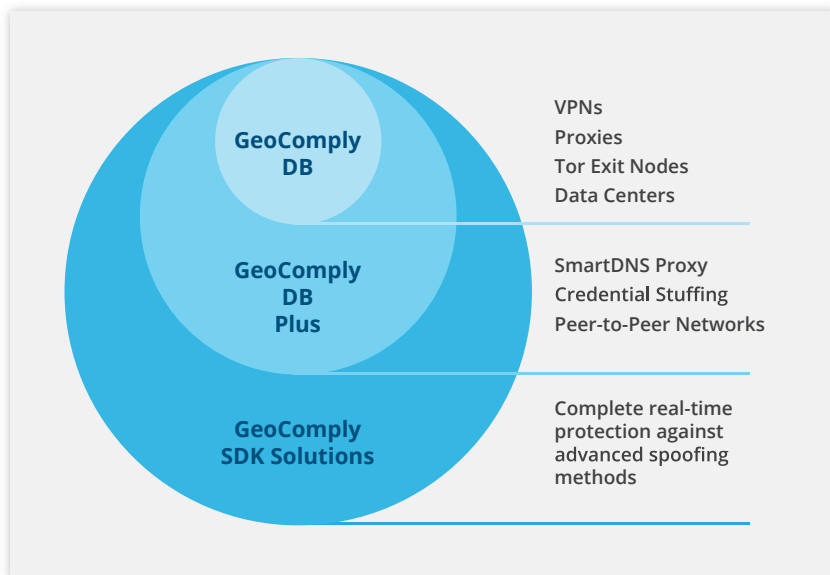 GeoComply
DB
VPNs
Proxies
Tor Exit Nodes
Data Centers
GeoComply
DB
Plus
SmartDNS Proxy
Credential Stuffing
Peer-to-Peer Networks
GeoComply
SDK Solutions
Complete real-time
protection against
advanced spoofing
methods